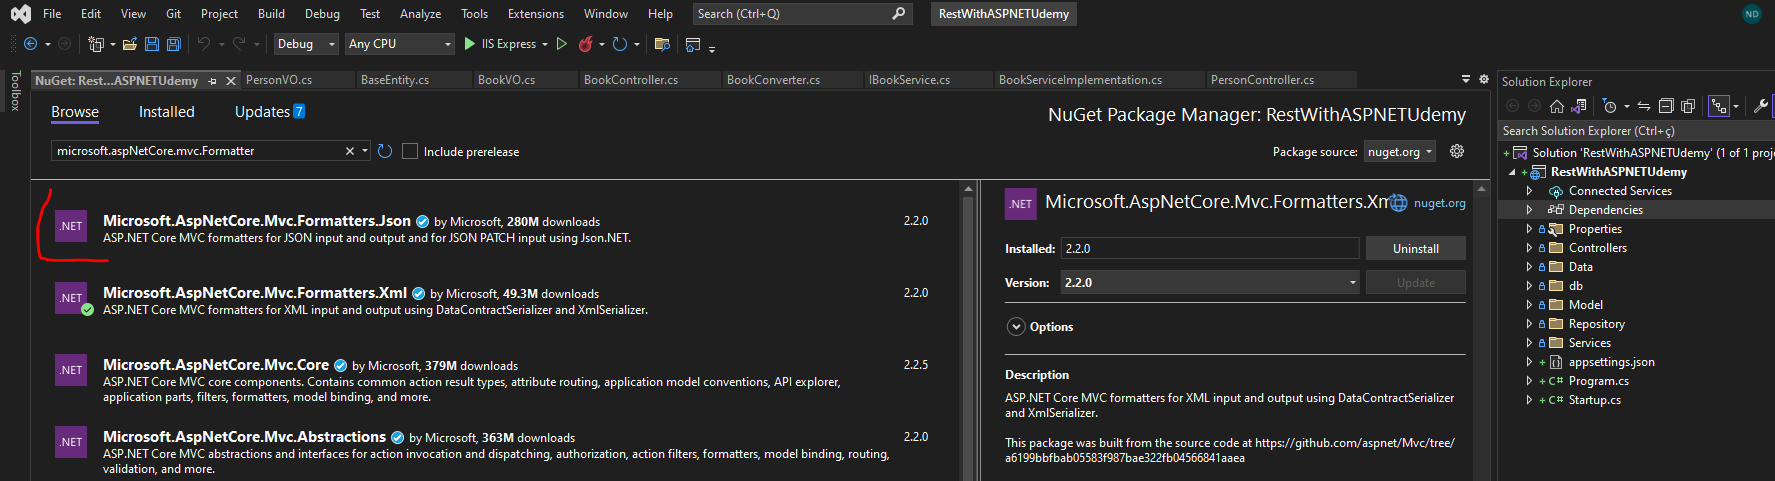 File Edit View Git Project Build Debug Test Analyze Tools Extensions Window Help Search (Ctrl+Q) RestWithASPNETUdemy ND
Debug Any CPU IIS Express
Toolbox
NuGet: Rest...ASPNETUdemy PersonVO.cs BaseEntity.cs BookVO.cs BookController.cs BookConverter.cs IBookService.cs BookServiceImplementation.cs PersonController.cs
Browse Installed Updates 7
NuGet Package Manager: RestWithASPNETUdemy
microsoft.aspNetCore.mvc.Formatter Include prerelease
Package source: nuget.org
.NET Microsoft.AspNetCore.Mvc.Formatters.Json by Microsoft, 280M downloads 2.2.0
ASP.NET Core MVC formatters for JSON input and output and for JSON PATCH input using Json.NET.
.NET Microsoft.AspNetCore.Mvc.Formatters.Xml by Microsoft, 49.3M downloads 2.2.0
ASP.NET Core MVC formatters for XML input and output using DataContractSerializer and XmlSerializer.
.NET Microsoft.AspNetCore.Mvc.Core by Microsoft, 379M downloads 2.2.5
ASP.NET Core MVC core components. Contains common action result types, attribute routing, application model conventions, API explorer,
application parts, filters, formatters, model binding, and more.
.NET Microsoft.AspNetCore.Mvc.Abstractions by Microsoft, 363M downloads 2.2.0
ASP.NET Core MVC abstractions and interfaces for action invocation and dispatching, authorization, action filters, formatters, model binding, routing,
validation, and more.
.NET Microsoft.AspNetCore.Mvc.Formatters.Xm nuget.org
Installed: 2.2.0 Uninstall
Version: 2.2.0 Update
Options
Description
ASP.NET Core MVC formatters for XML input and output using DataContractSerializer
and XmlSerializer.
This package was built from the source code at https://github.com/aspnet/Mvc/tree/
a6199bbfbab05583f987bae322fb04566841aaea
Solution Explorer
Search Solution Explorer (Ctrl+ç)
Solution 'RestWithASPNETUdemy' (1 of 1 proje
RestWithASPNETUdemy
Connected Services
Dependencies
Properties
Controllers
Data
db
Model
Repository
Services
appsettings.json
C# Program.cs
C# Startup.cs